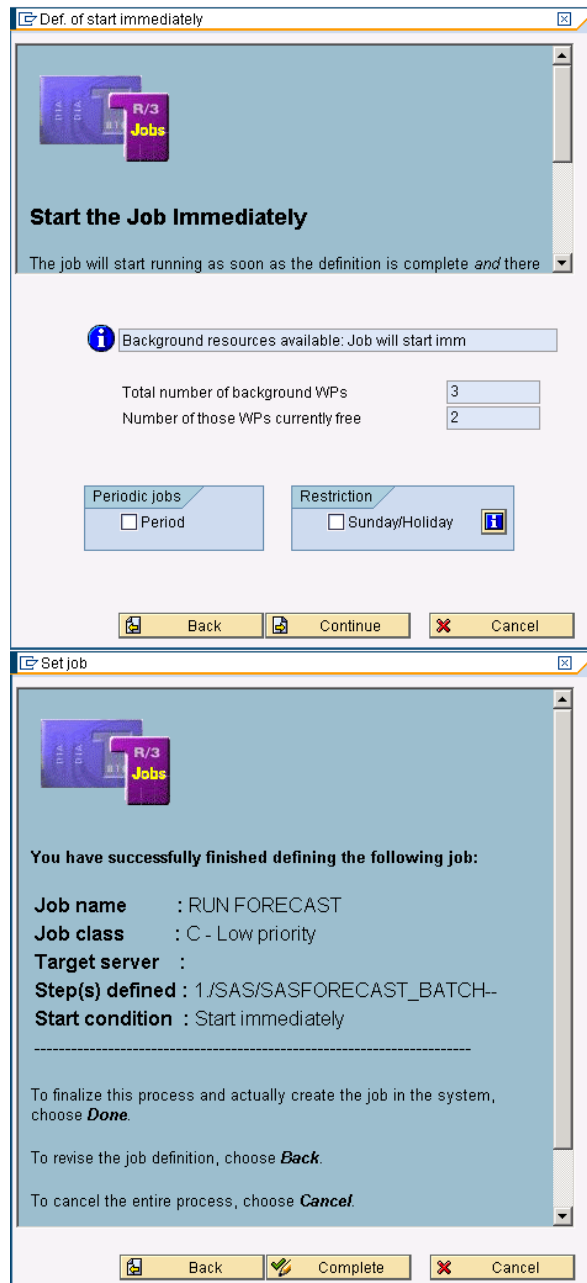 Def. of start immediately
DIA
DIA
BTC
R/3
Jobs
Start the Job Immediately
The job will start running as soon as the definition is complete and there
Background resources available: Job will start imm
Total number of background WPs 3
Number of those WPs currently free 2
Periodic jobs Restriction
Period Sunday/Holiday
Back Continue Cancel
Set job
DIA
DIA
R/3
Jobs
You have successfully finished defining the following job:
Job name : RUN FORECAST
Job class : C - Low priority
Target server :
Step(s) defined : 1./SAS/SASFORECAST_BATCH--
Start condition : Start immediately
-----------------------------------------------------------------------
To finalize this process and actually create the job in the system,
choose Done.
To revise the job definition, choose Back.
To cancel the entire process, choose Cancel.
Back Complete Cancel